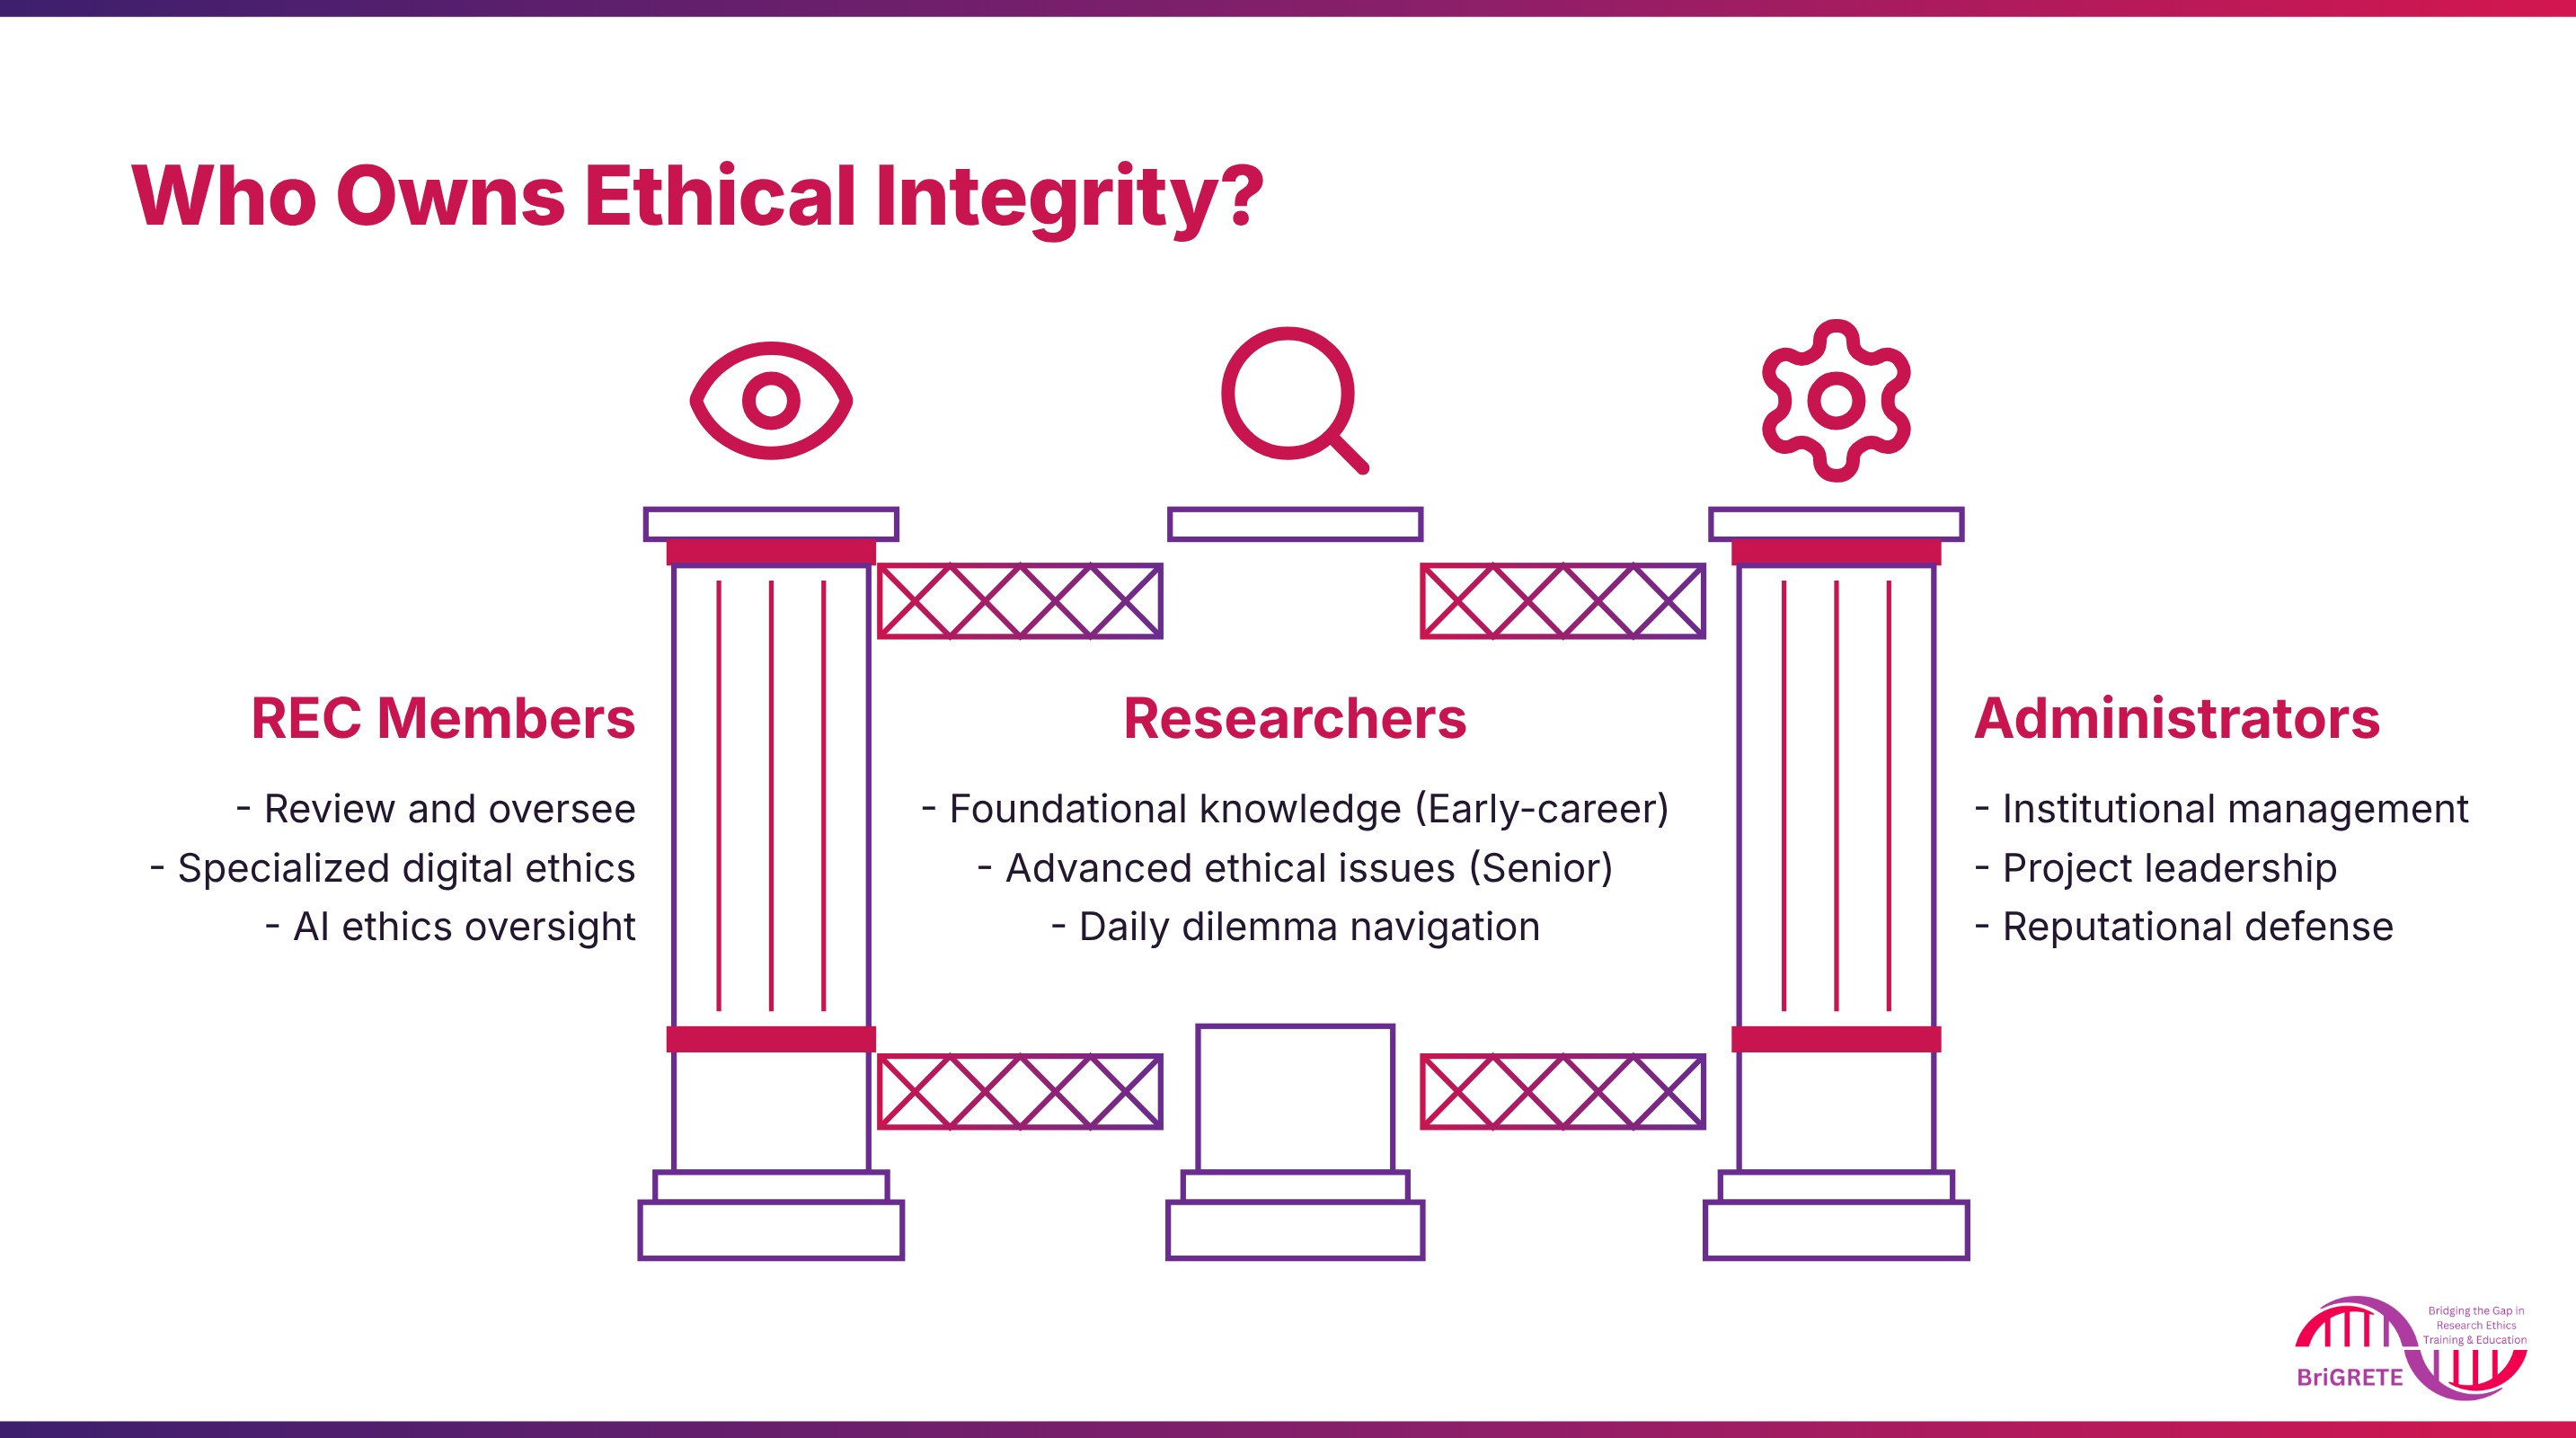 Who Owns Ethical Integrity?
REC Members
- Review and oversee
- Specialized digital ethics
- AI ethics oversight
Researchers
- Foundational knowledge (Early-career)
- Advanced ethical issues (Senior)
- Daily dilemma navigation
Administrators
- Institutional management
- Project leadership
- Reputational defense
Bridging the Gap in
Research Ethics
Training & Education
BriGRETE